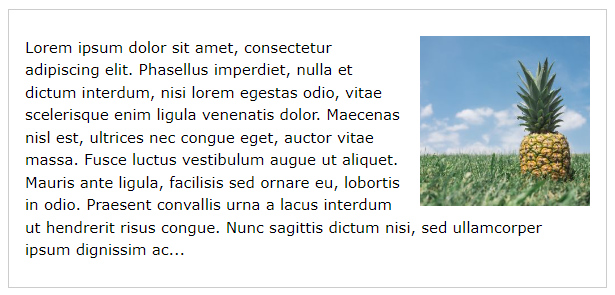 Lorem ipsum dolor sit amet, consectetur
adipiscing elit. Phasellus imperdiet, nulla et
dictum interdum, nisi lorem egestas odio, vitae
scelerisque enim ligula venenatis dolor. Maecenas
nisl est, ultrices nec congue eget, auctor vitae
massa. Fusce luctus vestibulum augue ut aliquet.
Mauris ante ligula, facilisis sed ornare eu, lobortis
in odio. Praesent convallis urna a lacus interdum
ut hendrerit risus congue. Nunc sagittis dictum nisi, sed ullamcorper
ipsum dignissim ac...